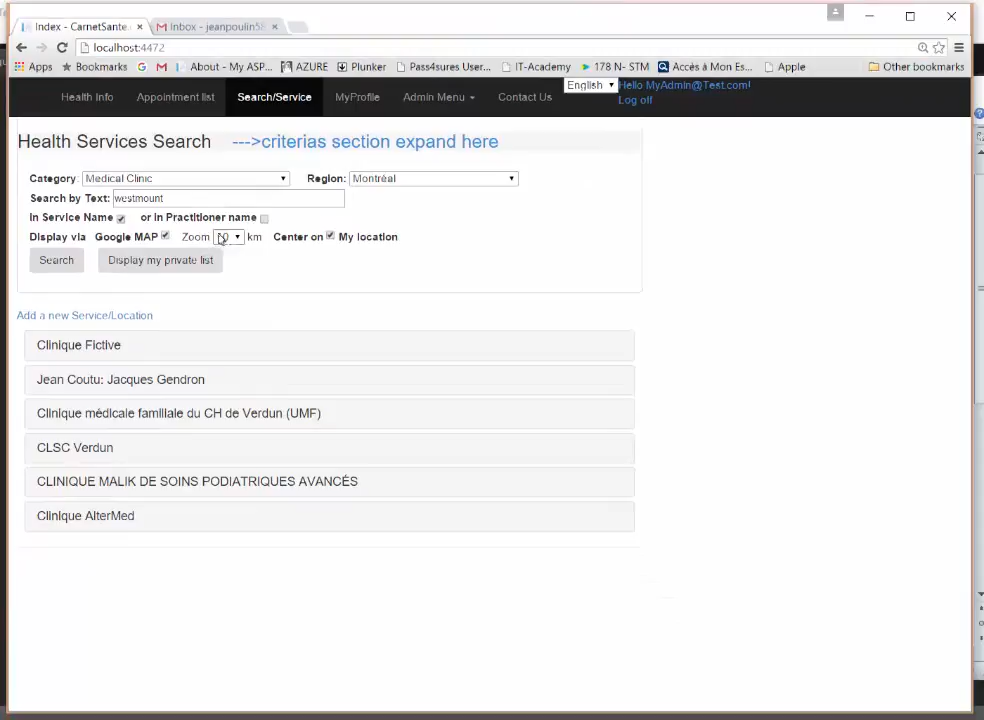 Index - CarnetSante. × Inbox - jeanpoulin58 ×
localhost:4472
Apps Bookmarks About - My ASP... AZURE Plunker Pass4sures User... IT-Academy 178 N- STM Accès à Mon Es... Apple Other bookmarks
Health Info Appointment list Search/Service MyProfile Admin Menu Contact Us English Hello MyAdmin@Test.com!
Log off
Health Services Search --->criterias section expand here
Category: Medical Clinic Region: Montréal
Search by Text: westmount
In Service Name or In Practitioner name
Display via Google MAP Zoom km Center on My location
Search Display my private list
Add a new Service/Location
Clinique Fictive
Jean Coutu: Jacques Gendron
Clinique médicale familiale du CH de Verdun (UMF)
CLSC Verdun
CLINIQUE MALIK DE SOINS PODIATRIQUES AVANCÉS
Clinique AlterMed